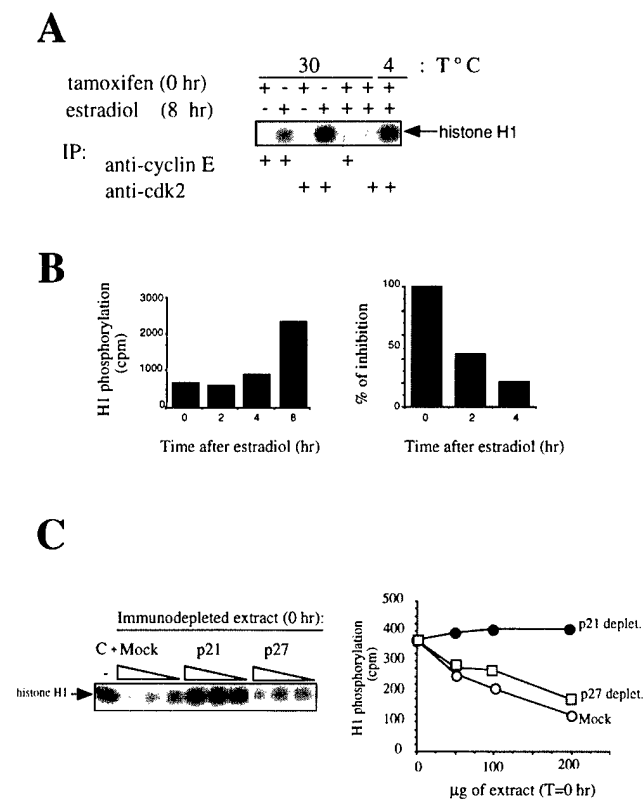 A
30 4 : T°C
tamoxifen (0 hr) + - + - + + +
estradiol (8 hr) - + - + + + +
histone H1
IP:
anti-cyclin E + + +
anti-cdk2 + + + +
B
H1 phosphorylation
(cpm)
3000
2000
1000
0
0 2 4 8
Time after estradiol (hr)
% of inhibition
100
50
0
0 2 4
Time after estradiol (hr)
C
Immunodepleted extract (0 hr):
C + Mock p21 p27
-
histone H1
H1 phosphorylation
(cpm)
500
400
300
200
100
0
0 100 200
p21 deplet.
p27 deplet.
Mock
µg of extract (T=0 hr)